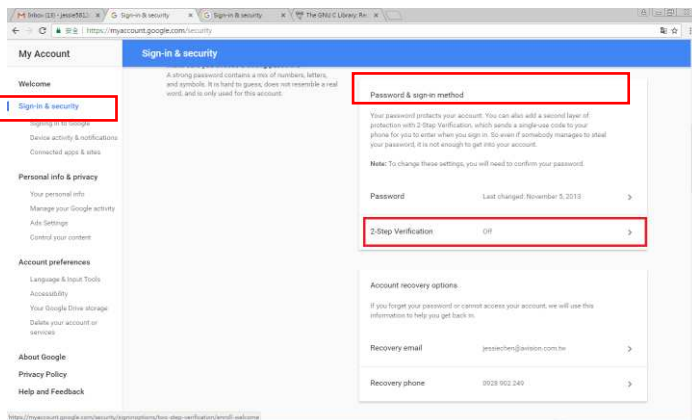 Inbox (18) - jessie581
G Sign-in & security
G Sign-in & security
The GNU C Library: Re
安全 | https://myaccount.google.com/security
My Account
Sign-in & security
A strong password contains a mix of numbers, letters,
and symbols. It is hard to guess, does not resemble a real
word, and is only used for this account.
Welcome
Sign-in & security
Signing in to Google
Device activity & notifications
Connected apps & sites
Personal info & privacy
Your personal info
Manage your Google activity
Ads Settings
Control your content
Account preferences
Language & Input Tools
Accessibility
Your Google Drive storage
Delete your account or
services
About Google
Privacy Policy
Help and Feedback
Password & sign-in method
Your password protects your account. You can also add a second layer of
protection with 2-Step Verification, which sends a single-use code to your
phone for you to enter when you sign in. So even if somebody manages to steal
your password, it is not enough to get into your account.
Note: To change these settings, you will need to confirm your password.
Password Last changed: November 5, 2013
2-Step Verification Off
Account recovery options
If you forget your password or cannot access your account, we will use this
information to help you get back in.
Recovery email jessiechen@avision.com.tw
Recovery phone 0928 002 249
https://myaccount.google.com/security/signinoptions/two-step-verification/enroll-welcome